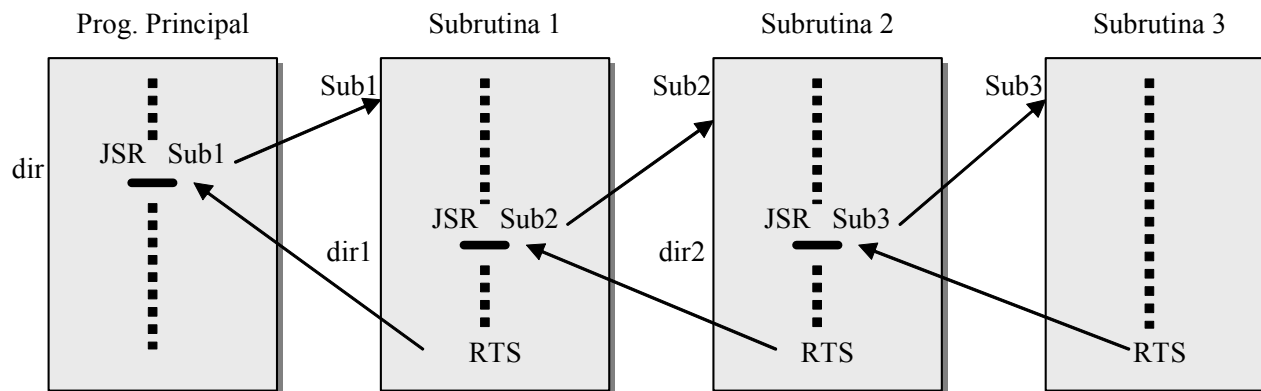 Prog. Principal
Subrutina 1
Subrutina 2
Subrutina 3
Sub1
Sub2
Sub3
dir
JSR Sub1
JSR Sub2
JSR Sub3
dir1
dir2
RTS
RTS
RTS